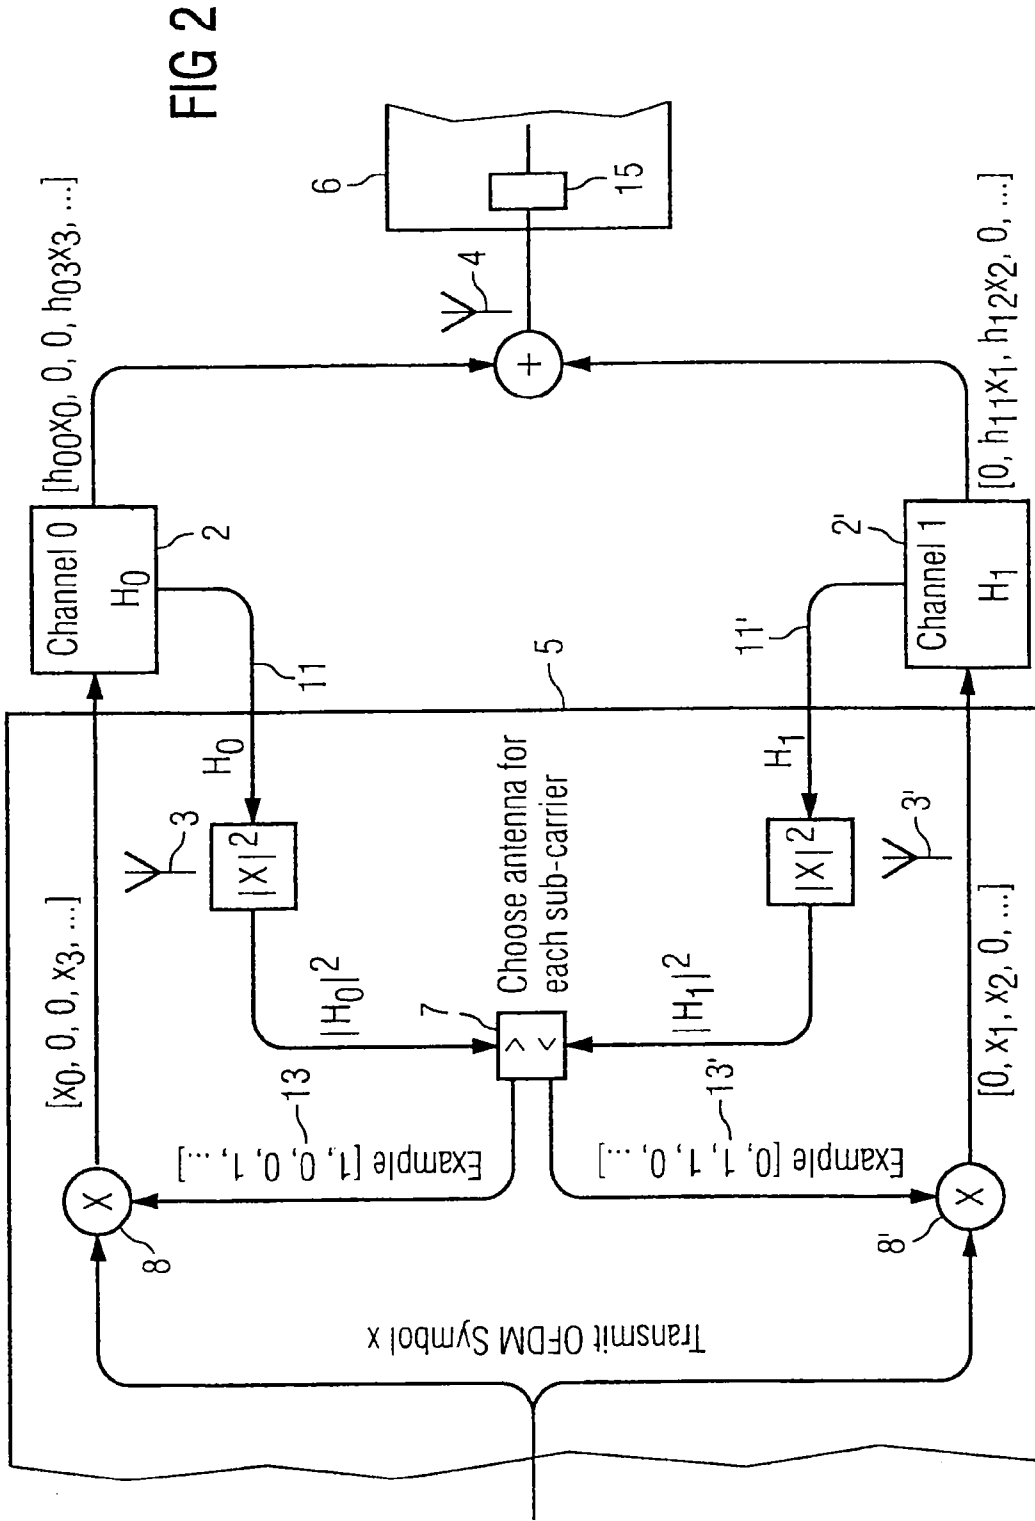 FIG 2
[h00x0, 0, 0, h03x3, ...]
Channel 0
H0
2
11
H0
3
|X|2
[x0, 0, 0, x3, ...]
|H0|2
13
Example [1, 0, 0, 1, ...]
X
8
6
15
4
+
5
Choose antenna for
each sub-carrier
7
>
<
Transmit OFDM Symbol x
[0, h11x1, h12x2, 0, ...]
Channel 1
H1
2'
11'
H1
3'
|X|2
|H1|2
13'
Example [0, 1, 1, 0, ...]
[0, x1, x2, 0, ...]
X
8'